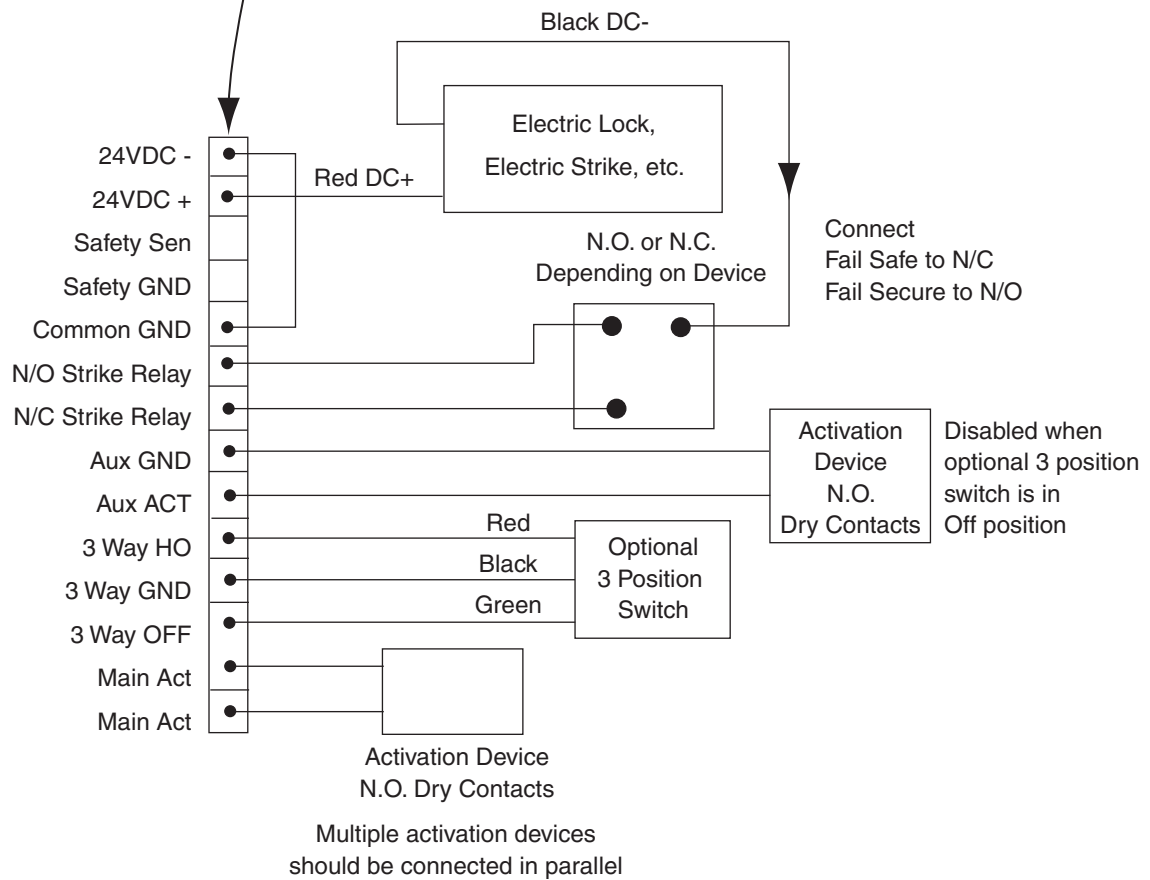 Black DC-
Electric Lock,
Electric Strike, etc.
24VDC -
Red DC+
24VDC +
Safety Sen
Safety GND
Common GND
N/O Strike Relay
N/C Strike Relay
Aux GND
Aux ACT
3 Way HO
3 Way GND
3 Way OFF
Main Act
Main Act
N.O. or N.C.
Depending on Device
Connect
Fail Safe to N/C
Fail Secure to N/O
Activation
Device
N.O.
Dry Contacts
Disabled when
optional 3 position
switch is in
Off position
Red
Black
Green
Optional
3 Position
Switch
Activation Device
N.O. Dry Contacts
Multiple activation devices
should be connected in parallel